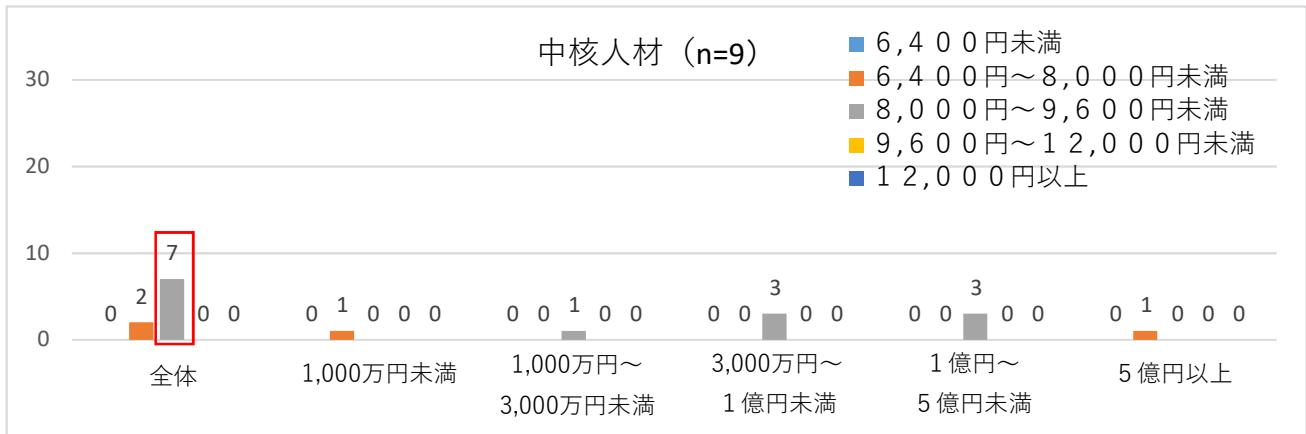 中核人材（n=9）
■ 6,４００円未満
■ 6,４００円～８,０００円未満
■ 8,０００円～９,６００円未満
■ 9,６００円～１２,０００円未満
■ １２,０００円以上
30
20
10
0
0 2 7 0 0
0 1 0 0 0
0 0 1 0 0
0 0 3 0 0
0 0 3 0 0
0 1 0 0 0
全体
1,000万円未満
1,000万円～
3,000万円未満
3,000万円～
１億円未満
１億円～
５億円未満
５億円以上